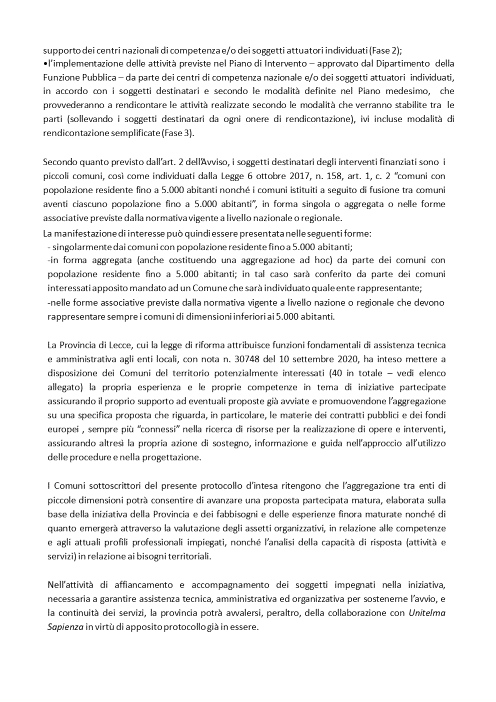 supporto dei centri nazionali di competenza e/o dei soggetti attuatori individuati (Fase 2);
•l’implementazione delle attività previste nel Piano di Intervento – approvato dal Dipartimento della
Funzione Pubblica – da parte dei centri di competenza nazionale e/o dei soggetti attuatori individuati,
in accordo con i soggetti destinatari e secondo le modalità definite nel Piano medesimo, che
provvederanno a rendicontare le attività realizzate secondo le modalità che verranno stabilite tra le
parti (sollevando i soggetti destinatari da ogni onere di rendicontazione), ivi incluse modalità di
rendicontazione semplificate (Fase 3).
Secondo quanto previsto dall’art. 2 dell’Avviso, i soggetti destinatari degli interventi finanziati sono i
piccoli comuni, così come individuati dalla Legge 6 ottobre 2017, n. 158, art. 1, c. 2 “comuni con
popolazione residente fino a 5.000 abitanti nonché i comuni istituiti a seguito di fusione tra comuni
aventi ciascuno popolazione fino a 5.000 abitanti”, in forma singola o aggregata o nelle forme
associative previste dalla normativa vigente a livello nazionale o regionale.
La manifestazione di interesse può quindi essere presentata nelle seguenti forme:
- singolarmente dai comuni con popolazione residente fino a 5.000 abitanti;
-in forma aggregata (anche costituendo una aggregazione ad hoc) da parte dei comuni con
popolazione residente fino a 5.000 abitanti; in tal caso sarà conferito da parte dei comuni
interessati apposito mandato ad un Comune che sarà individuato quale ente rappresentante;
-nelle forme associative previste dalla normativa vigente a livello nazione o regionale che devono
rappresentare sempre i comuni di dimensioni inferiori ai 5.000 abitanti.
La Provincia di Lecce, cui la legge di riforma attribuisce funzioni fondamentali di assistenza tecnica
e amministrativa agli enti locali, con nota n. 30748 del 10 settembre 2020, ha inteso mettere a
disposizione dei Comuni del territorio potenzialmente interessati (40 in totale – vedi elenco
allegato) la propria esperienza e le proprie competenze in tema di iniziative partecipate
assicurando il proprio supporto ad eventuali proposte già avviate e promuovendone l’aggregazione
su una specifica proposta che riguarda, in particolare, le materie dei contratti pubblici e dei fondi
europei , sempre più “connessi” nella ricerca di risorse per la realizzazione di opere e interventi,
assicurando altresì la propria azione di sostegno, informazione e guida nell’approccio all’utilizzo
delle procedure e nella progettazione.
I Comuni sottoscrittori del presente protocollo d’intesa ritengono che l’aggregazione tra enti di
piccole dimensioni potrà consentire di avanzare una proposta partecipata matura, elaborata sulla
base della iniziativa della Provincia e dei fabbisogni e delle esperienze finora maturate nonché di
quanto emergerà attraverso la valutazione degli assetti organizzativi, in relazione alle competenze
e agli attuali profili professionali impiegati, nonché l’analisi della capacità di risposta (attività e
servizi) in relazione ai bisogni territoriali.
Nell’attività di affiancamento e accompagnamento dei soggetti impegnati nella iniziativa,
necessaria a garantire assistenza tecnica, amministrativa ed organizzativa per sostenerne l’avvio, e
la continuità dei servizi, la provincia potrà avvalersi, peraltro, della collaborazione con Unitelma
Sapienza in virtù di apposito protocollo già in essere.